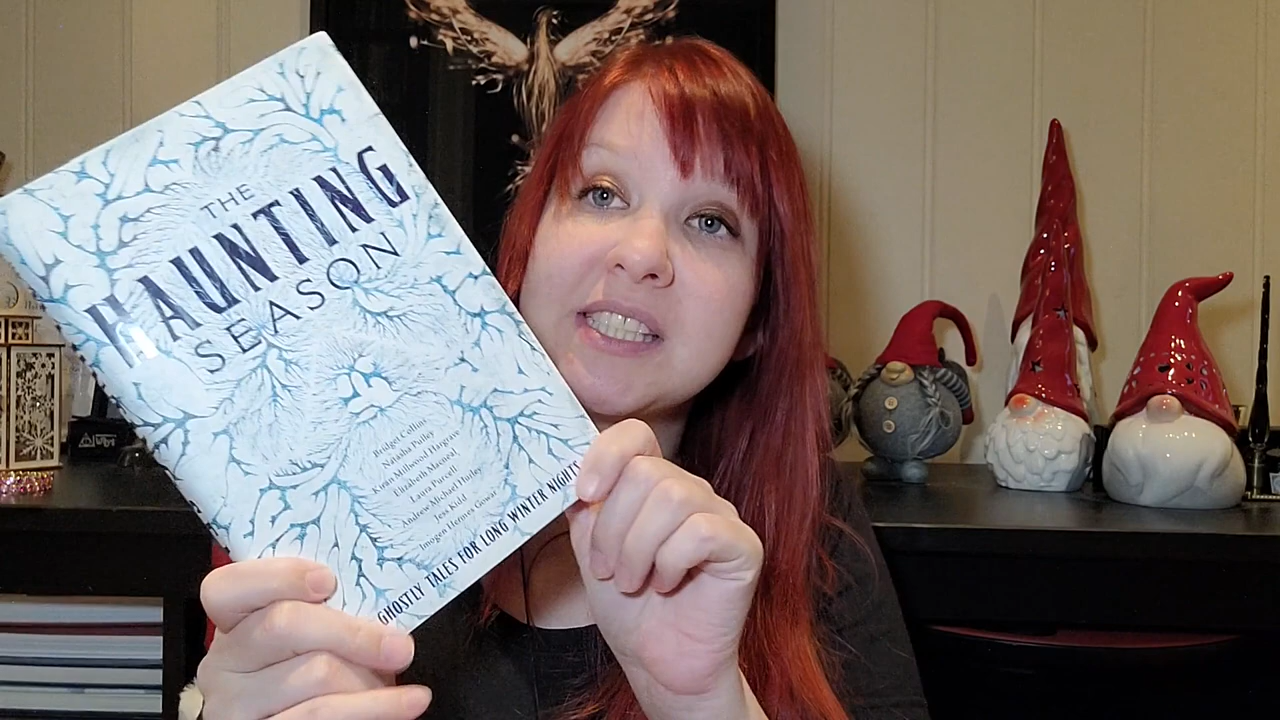 THE
HAUNTING
SEASON
Bridget Collins
Natasha Pulley
Kiran Millwood Hargrave
Elizabeth Macneal
Laura Purcell
Andrew Michael Hurley
Jess Kidd
Imogen Hermes Gowar
GHOSTLY TALES FOR LONG WINTER NIGHTS